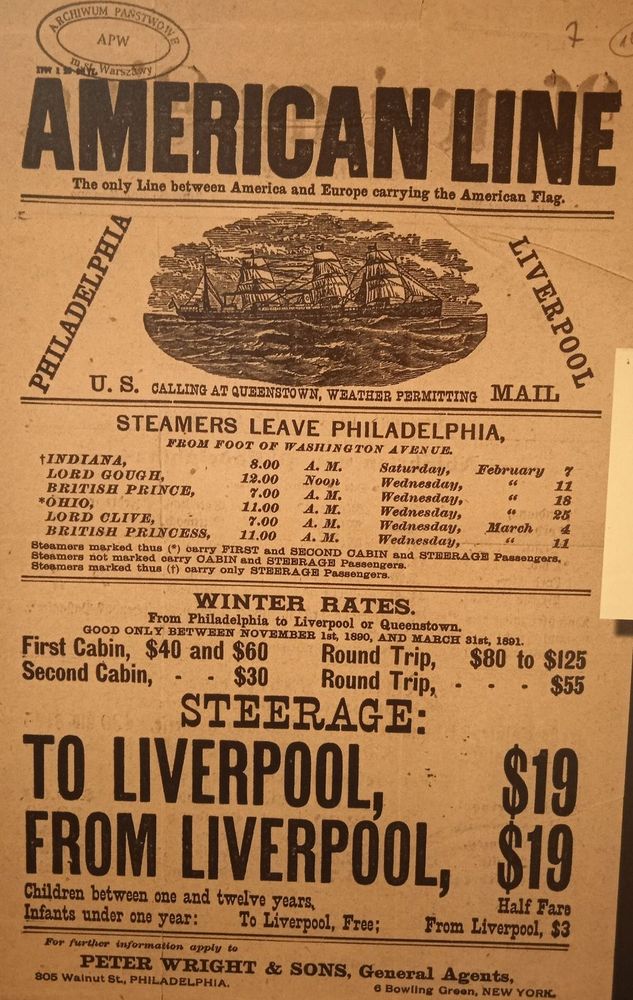 ARCHIWUM PAŃSTWOWE
APW
m.st. Warszawy
7
AMERICAN LINE
The only Line between America and Europe carrying the American Flag.
PHILADELPHIA
LIVERPOOL
U. S. CALLING AT QUEENSTOWN, WEATHER PERMITTING MAIL
STEAMERS LEAVE PHILADELPHIA,
FROM FOOT OF WASHINGTON AVENUE.
†INDIANA, 8.00 A. M. Saturday, February 7
LORD GOUGH, 12.00 Noon Wednesday, “ 11
BRITISH PRINCE, 7.00 A. M. Wednesday, “ 18
*OHIO, 11.00 A. M. Wednesday, “ 25
LORD CLIVE, 7.00 A. M. Wednesday, March 4
BRITISH PRINCESS, 11.00 A. M. Wednesday, “ 11
Steamers marked thus (*) carry FIRST and SECOND CABIN and STEERAGE Passengers.
Steamers not marked carry CABIN and STEERAGE Passengers.
Steamers marked thus (†) carry only STEERAGE Passengers.
WINTER RATES.
From Philadelphia to Liverpool or Queenstown.
GOOD ONLY BETWEEN NOVEMBER 1st, 1890, AND MARCH 31st, 1891.
First Cabin, $40 and $60 Round Trip, $80 to $125
Second Cabin, - - $30 Round Trip, - - - $55
STEERAGE:
TO LIVERPOOL, $19
FROM LIVERPOOL, $19
Children between one and twelve years, Half Fare
Infants under one year: To Liverpool, Free; From Liverpool, $3
For further information apply to
PETER WRIGHT & SONS, General Agents,
305 Walnut St., PHILADELPHIA. 6 Bowling Green, NEW YORK.